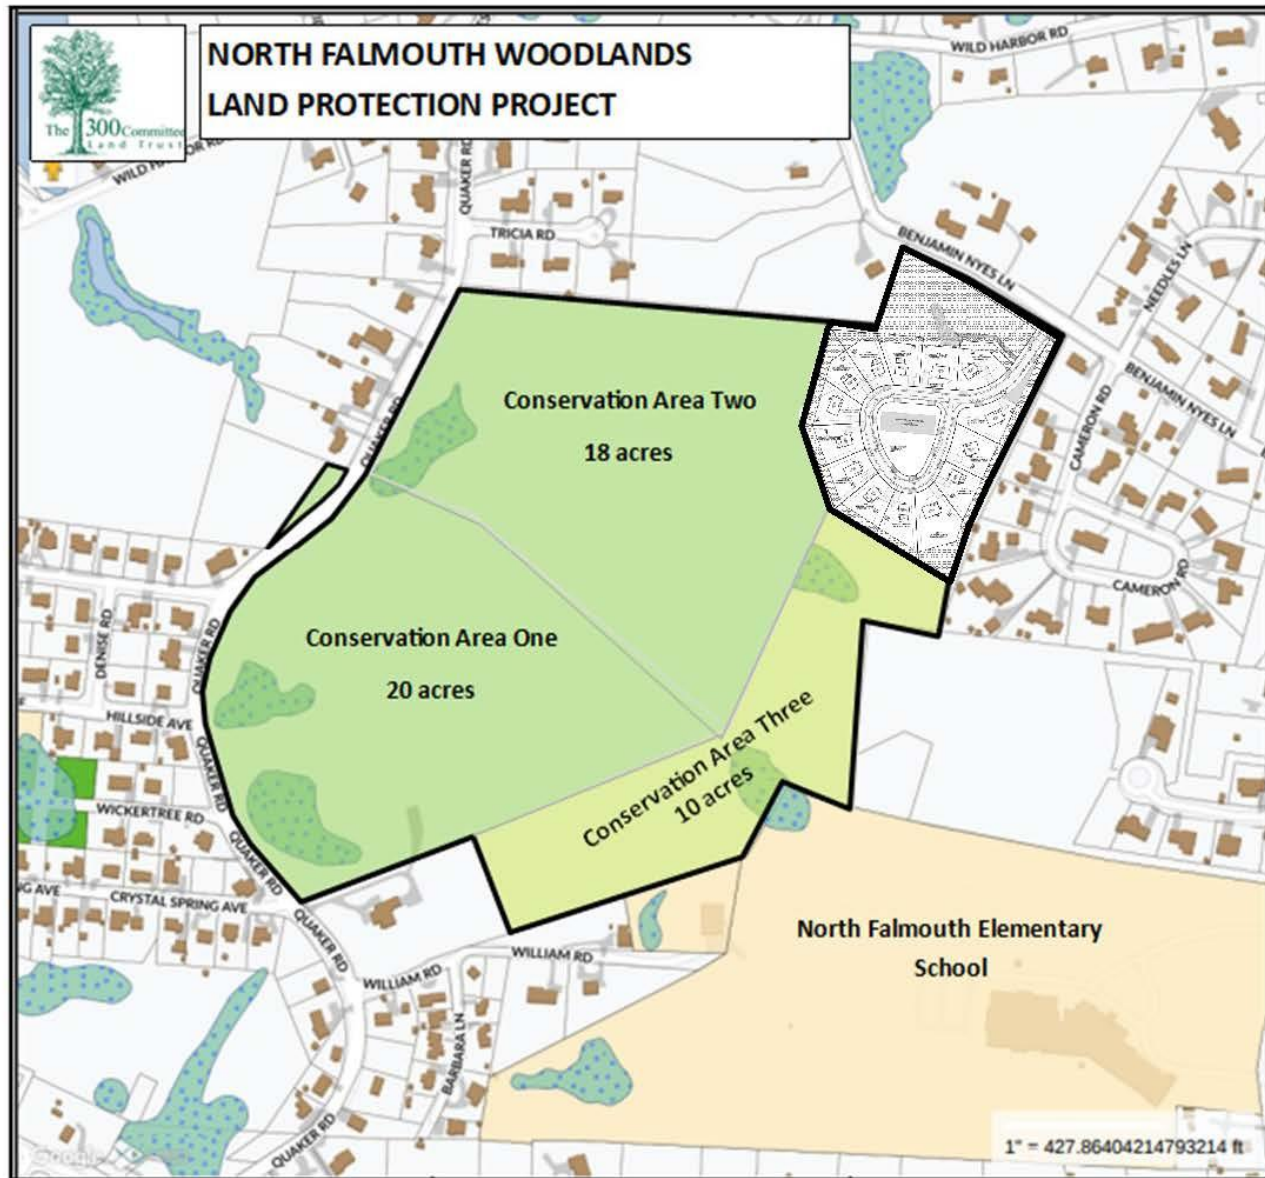 The 300 Committee
Land Trust
NORTH FALMOUTH WOODLANDS
LAND PROTECTION PROJECT
WILD HARBOR RD
QUAKER RD
TRICIA RD
BENJAMIN NYES LN
NEEDLES LN
Conservation Area Two
18 acres
QUAKER RD
CAMERON RD
BENJAMIN NYES LN
CAMERON RD
DENISE RD
QUAKER RD
Conservation Area One
20 acres
HILLSIDE AVE
QUAKER RD
Conservation Area Three
10 acres
WICKERTREE RD
QUAKER RD
CRYSTAL SPRING AVE
QUAKER RD
WILLIAM RD
WILLIAM RD
BARBARA LN
North Falmouth Elementary
School
QUAKER RD
Google
1" = 427.86404214793214 ft